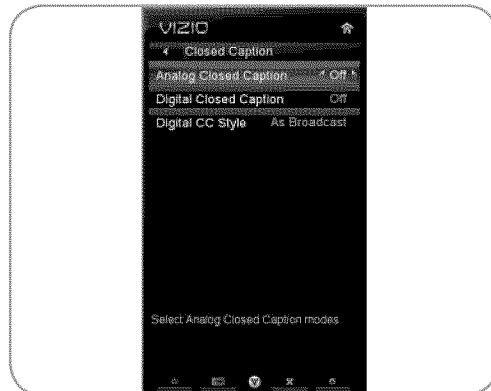 VIZIO
Closed Caption
Analog Closed Caption Off
Digital Closed Caption Off
Digital CC Style As Broadcast
Select Analog Closed Caption modes